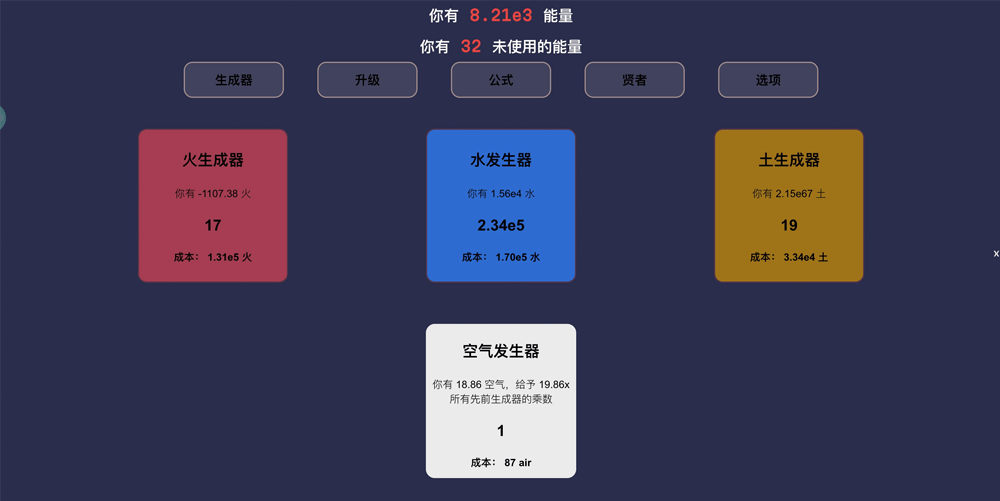 你有 8.21e3 能量
你有 32 未使用的能量
生成器 升级 公式 贤者 选项
火生成器
你有 -1107.38 火
17
成本： 1.31e5 火
水发生器
你有 1.56e4 水
2.34e5
成本： 1.70e5 水
土生成器
你有 2.15e67 土
19
成本： 3.34e4 土
x
空气发生器
你有 18.86 空气，给予 19.86x
所有先前生成器的乘数
1
成本： 87 air